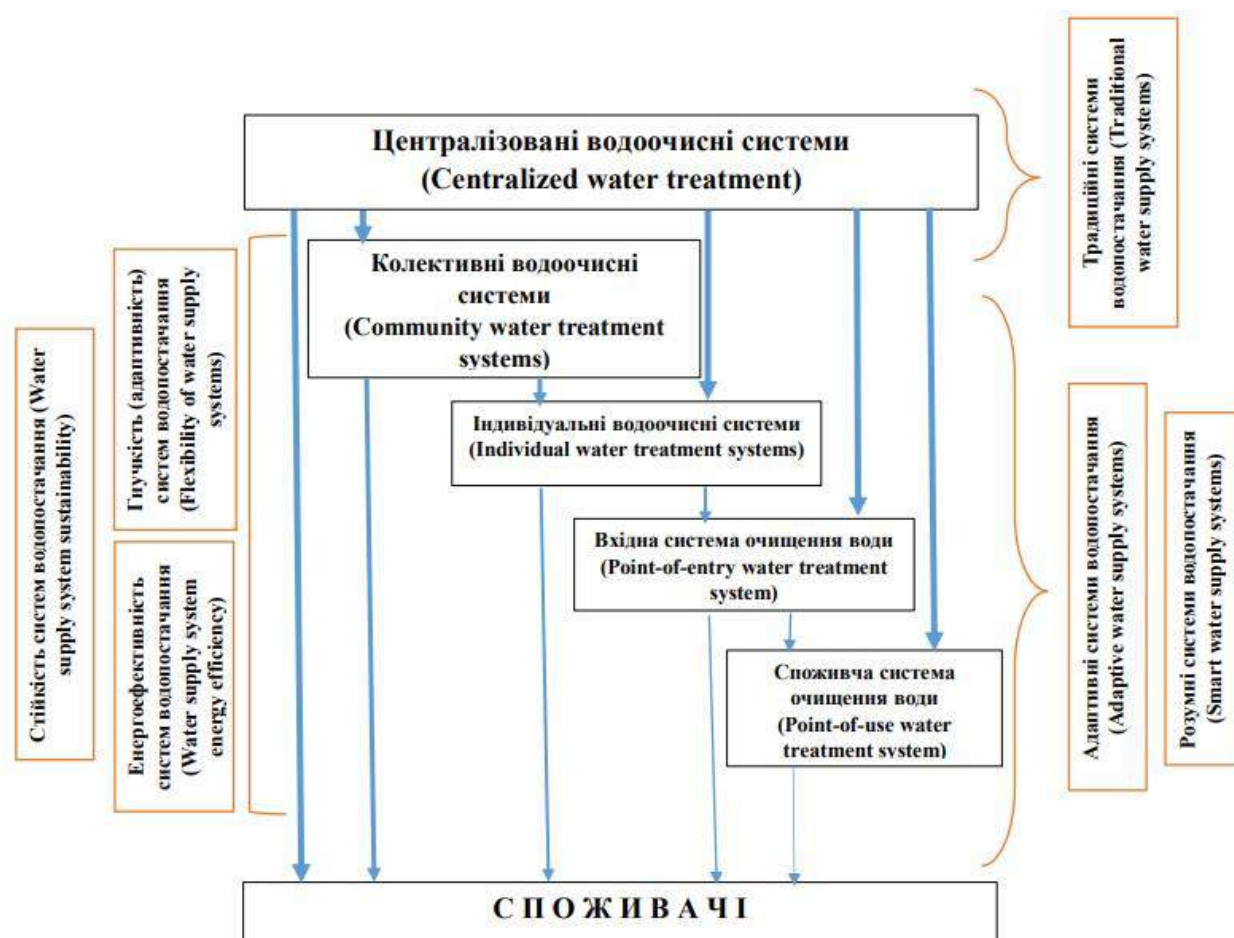 Централізовані водоочисні системи
(Centralized water treatment)
Колективні водоочисні
системи
(Community water treatment
systems)
Індивідуальні водоочисні системи
(Individual water treatment systems)
Вхідна система очищення води
(Point-of-entry water treatment
system)
Споживча система
очищення води
(Point-of-use water
treatment system)
С П О Ж И В А Ч І
Стійкість систем водопостачання (Water
supply system sustainability)
Гнучкість (адаптивність)
систем водопостачання
(Flexibility of water supply
systems)
Енергоефективність
систем водопостачання
(Water supply system
energy efficiency)
Традиційні системи
водопостачання (Traditional
water supply systems)
Адаптивні системи водопостачання
(Adaptive water supply systems)
Розумні системи водопостачання
(Smart water supply systems)